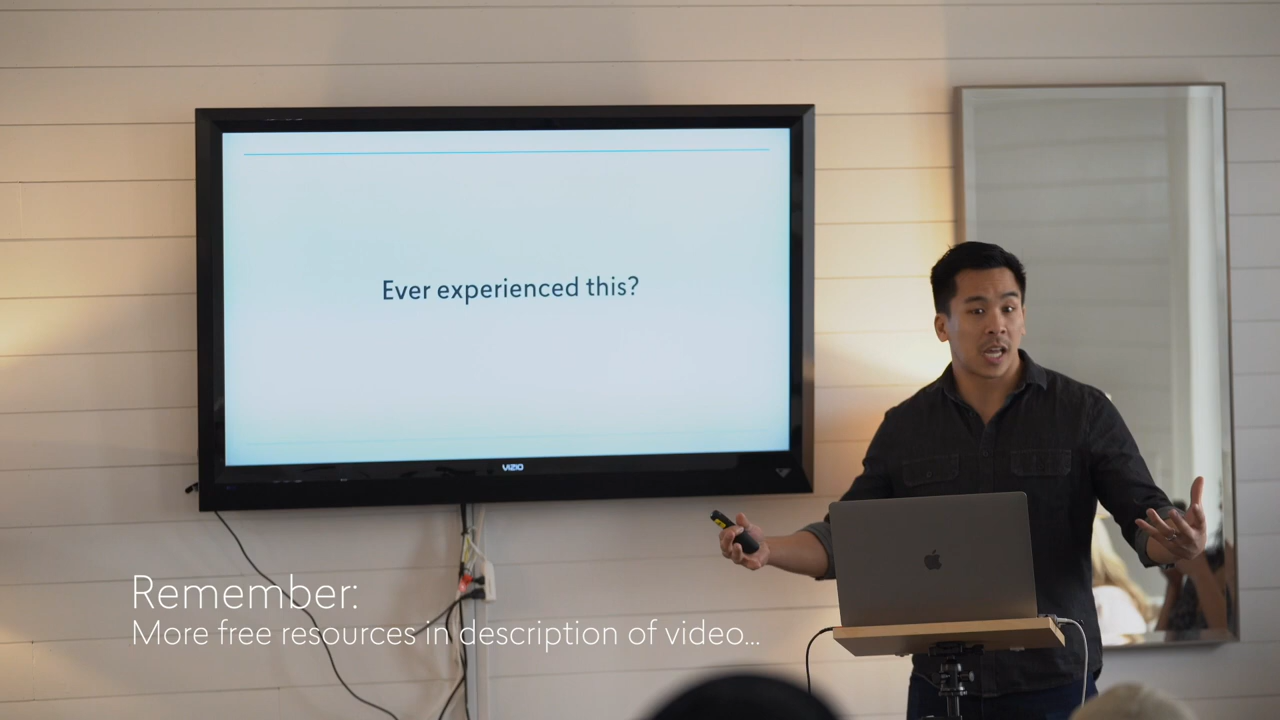 Ever experienced this?
VIZIO
Remember:
More free resources in description of video...